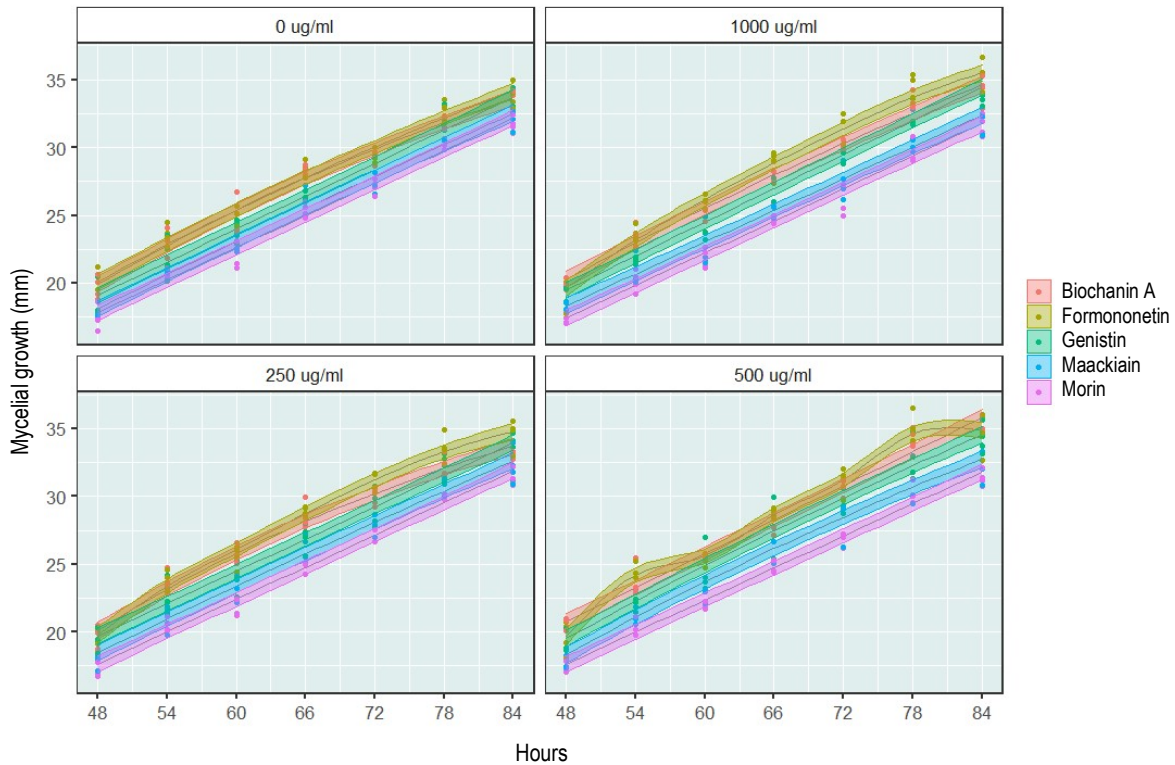 0 ug/ml
1000 ug/ml
35
30
25
20
250 ug/ml
500 ug/ml
35
30
25
20
48 54 60 66 72 78 84
48 54 60 66 72 78 84
Mycelial growth (mm)
Hours
Biochanin A
Formononetin
Genistin
Maackiain
Morin